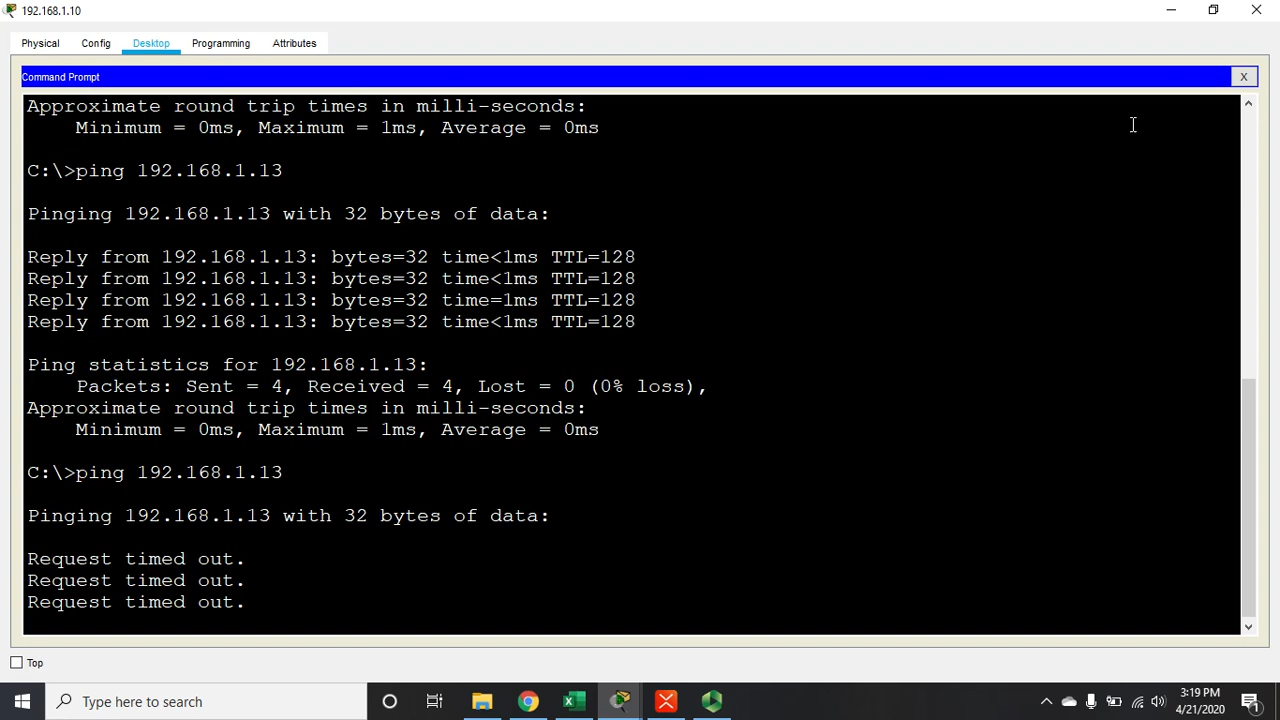 192.168.1.10
Physical Config Desktop Programming Attributes
Command Prompt X
Approximate round trip times in milli-seconds:
Minimum = 0ms, Maximum = 1ms, Average = 0ms
C:\>ping 192.168.1.13
Pinging 192.168.1.13 with 32 bytes of data:
Reply from 192.168.1.13: bytes=32 time<1ms TTL=128
Reply from 192.168.1.13: bytes=32 time<1ms TTL=128
Reply from 192.168.1.13: bytes=32 time=1ms TTL=128
Reply from 192.168.1.13: bytes=32 time<1ms TTL=128
Ping statistics for 192.168.1.13:
Packets: Sent = 4, Received = 4, Lost = 0 (0% loss),
Approximate round trip times in milli-seconds:
Minimum = 0ms, Maximum = 1ms, Average = 0ms
C:\>ping 192.168.1.13
Pinging 192.168.1.13 with 32 bytes of data:
Request timed out.
Request timed out.
Request timed out.
Top
Type here to search
3:19 PM
4/21/2020
1